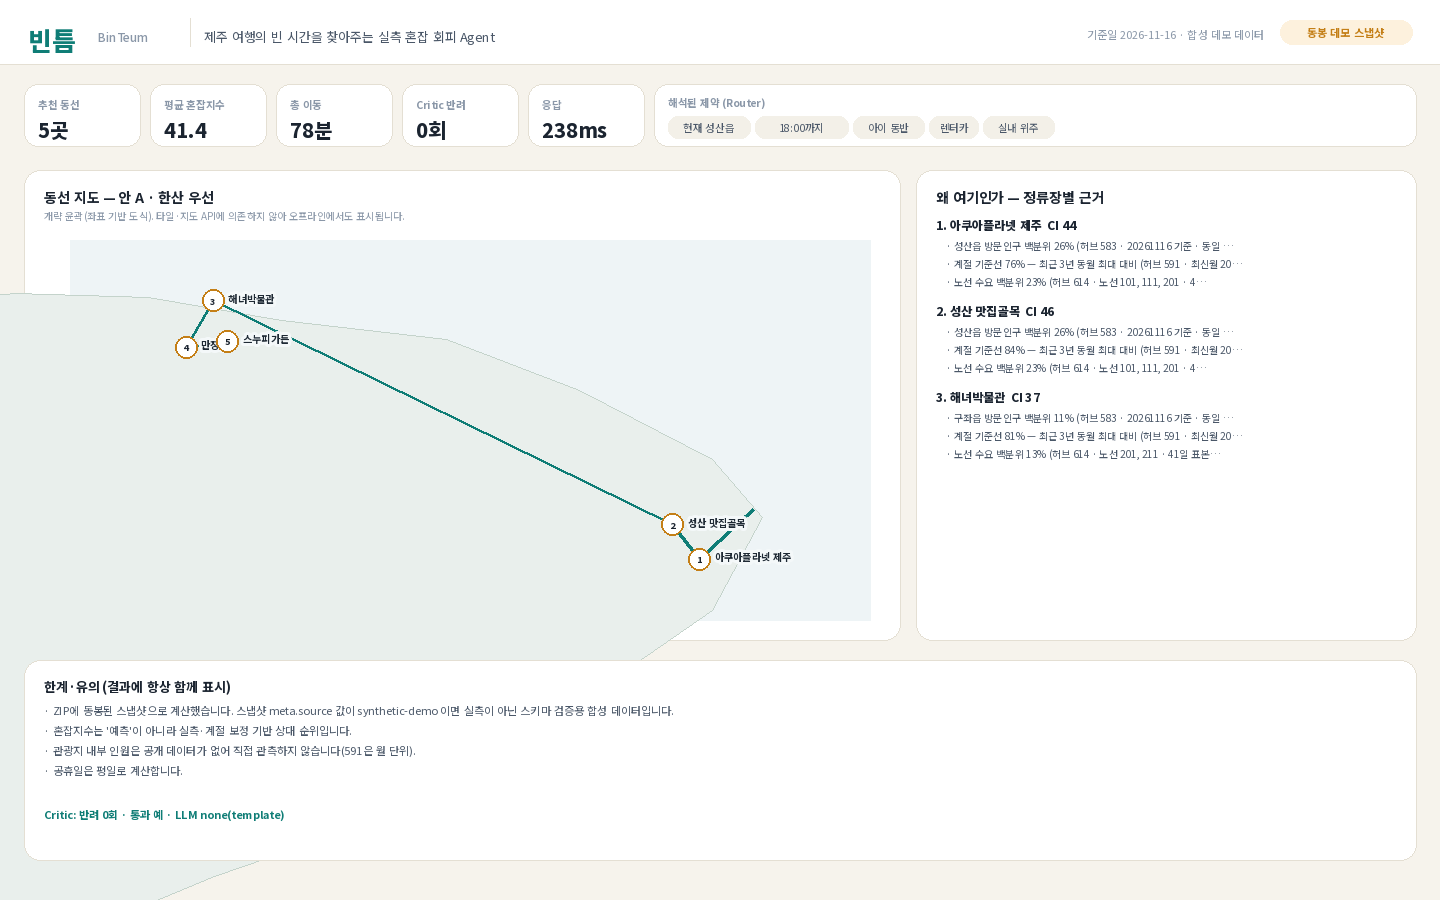 빈틈
BinTeum
제주 여행의 빈 시간을 찾아주는 실측 혼잡 회피 Agent
기준일 2026-11-16 · 합성 데모 데이터
동봉 데모 스냅샷
추천 동선
5곳
평균 혼잡지수
41.4
총 이동
78분
Critic 반려
0회
응답
238ms
해석된 제약 (Router)
현재 성산읍
18:00까지
아이 동반
렌터카
실내 위주
동선 지도 — 안 A · 한산 우선
개략 윤곽(좌표 기반 도식). 타일·지도 API에 의존하지 않아 오프라인에서도 표시됩니다.
3 해녀박물관
4 만장
5 스누피가든
2 성산 맛집골목
1 아쿠아플라넷 제주
왜 여기인가 — 정류장별 근거
1. 아쿠아플라넷 제주 CI 44
· 성산읍 방문인구 백분위 26% (허브 583 · 20261116 기준 · 동일 …
· 계절 기준선 76% — 최근 3년 동월 최대 대비 (허브 591 · 최신월 20…
· 노선 수요 백분위 23% (허브 614 · 노선 101, 111, 201 · 4…
2. 성산 맛집골목 CI 46
· 성산읍 방문인구 백분위 26% (허브 583 · 20261116 기준 · 동일 …
· 계절 기준선 84% — 최근 3년 동월 최대 대비 (허브 591 · 최신월 20…
· 노선 수요 백분위 23% (허브 614 · 노선 101, 111, 201 · 4…
3. 해녀박물관 CI 37
· 구좌읍 방문인구 백분위 11% (허브 583 · 20261116 기준 · 동일 …
· 계절 기준선 81% — 최근 3년 동월 최대 대비 (허브 591 · 최신월 20…
· 노선 수요 백분위 13% (허브 614 · 노선 201, 211 · 41일 표본…
한계·유의 (결과에 항상 함께 표시)
· ZIP에 동봉된 스냅샷으로 계산했습니다. 스냅샷 meta.source 값이 synthetic-demo 이면 실측이 아닌 스키마 검증용 합성 데이터입니다.
· 혼잡지수는 '예측'이 아니라 실측·계절 보정 기반 상대 순위입니다.
· 관광지 내부 인원은 공개 데이터가 없어 직접 관측하지 않습니다(591은 월 단위).
· 공휴일은 평일로 계산합니다.
Critic: 반려 0회 · 통과 예 · LLM none(template)